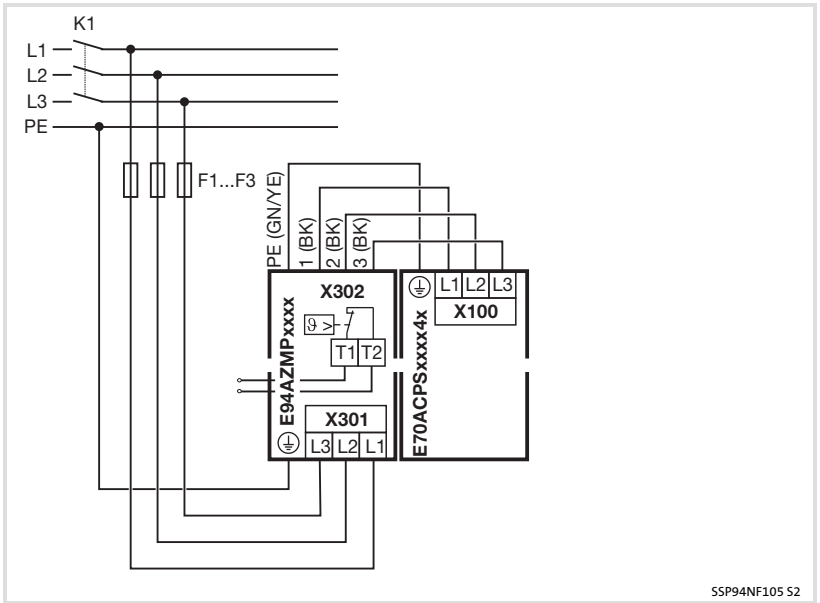 K1
L1
L2
L3
PE
F1...F3
PE (GN/YE)
1 (BK)
2 (BK)
3 (BK)
X302
ϑ >
T1 T2
E94AZMPxxxx
X301
L3 L2 L1
L1 L2 L3
X100
E70ACPSxxxx4x
SSP94NF105 S2